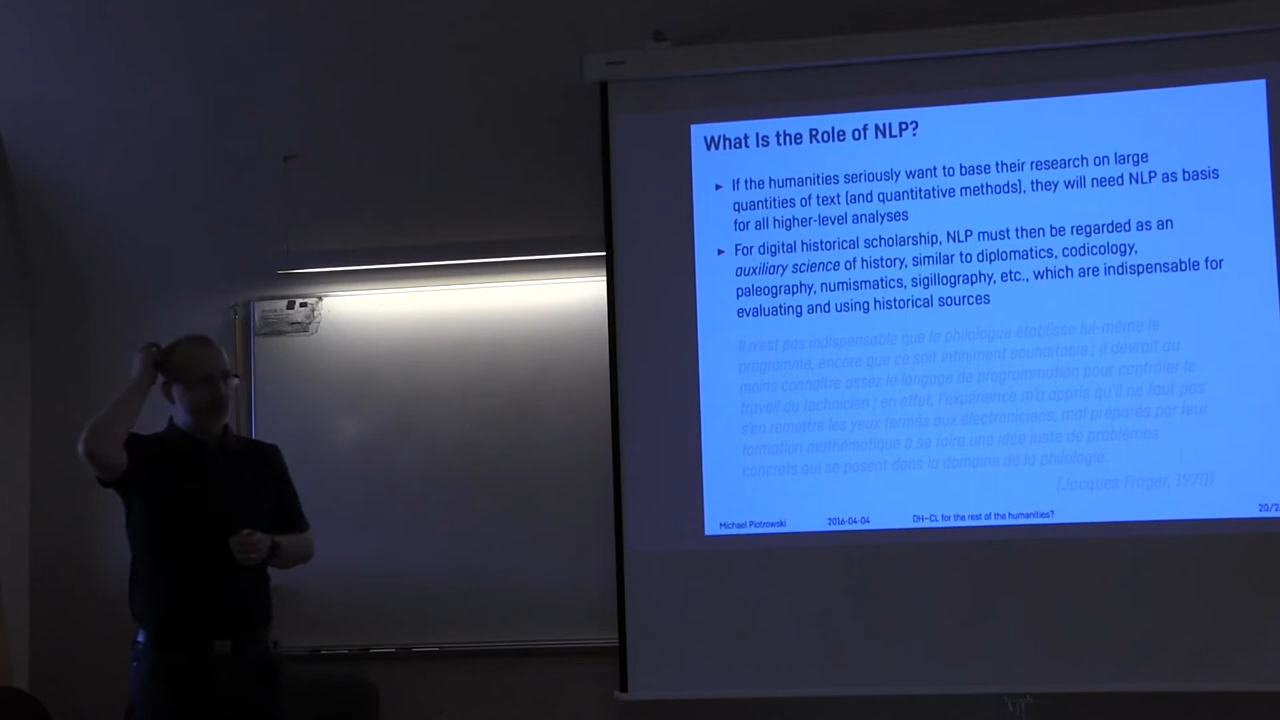 What Is the Role of NLP?
► If the humanities seriously want to base their research on large
quantities of text (and quantitative methods), they will need NLP as basis
for all higher-level analyses
► For digital historical scholarship, NLP must then be regarded as an
auxiliary science of history, similar to diplomatics, codicology,
paleography, numismatics, sigillography, etc., which are indispensable for
evaluating and using historical sources
Il n'est pas indispensable que le philologue établisse lui-même le
programme, encore que ce soit infiniment souhaitable ; il devrait au
moins connaître assez le langage de programmation pour contrôler le
travail du technicien ; en effet, l'expérience m'a appris qu'il ne faut pas
s'en remettre les yeux fermés aux électroniciens, mal préparés par leur
formation mathématique à se faire une idée juste de problèmes
concrets qui se posent dans la domaine de la philologie.
(Jacques Froger, 1970)
Michael Piotrowski 2016-04-04 DH–CL for the rest of the humanities? 20/2